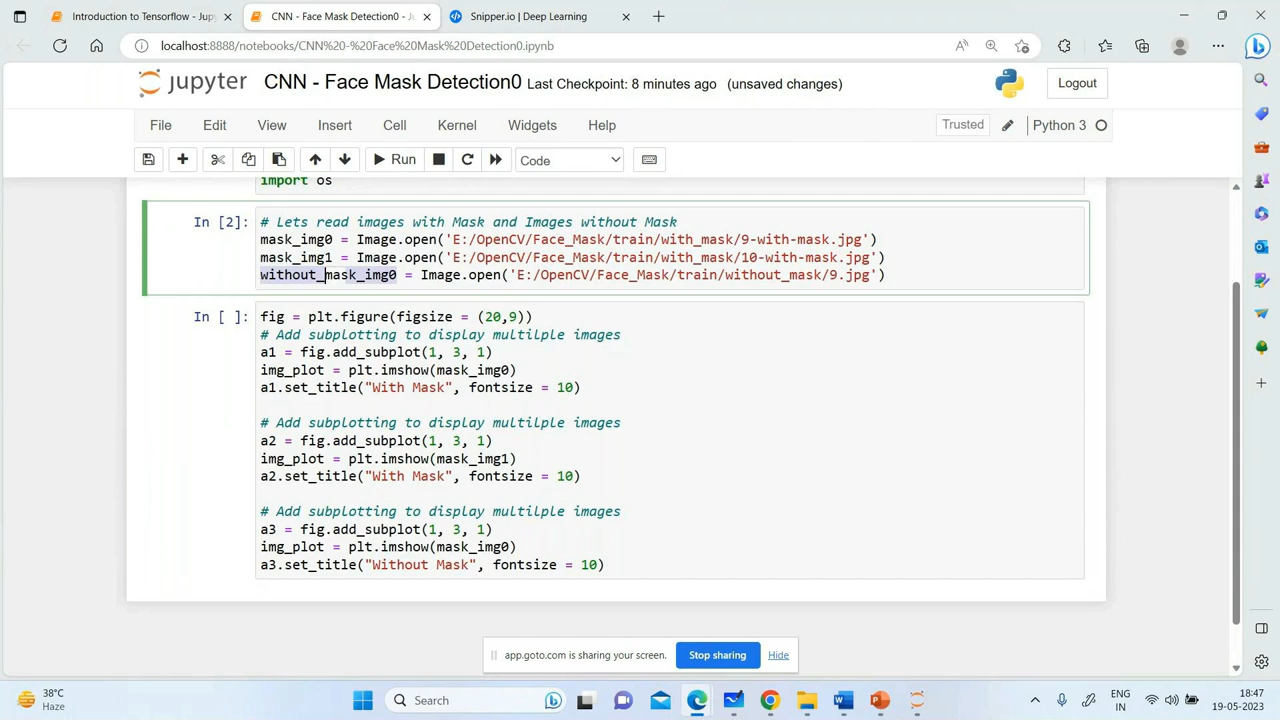 Introduction to Tensorflow - Jupy
CNN - Face Mask Detection0 - J
Snipper.io | Deep Learning
localhost:8888/notebooks/CNN%20-%20Face%20Mask%20Detection0.ipynb
jupyter CNN - Face Mask Detection0 Last Checkpoint: 8 minutes ago (unsaved changes)
Logout
File Edit View Insert Cell Kernel Widgets Help
Trusted
Python 3
Run
Code
import os
In [2]:
# Lets read images with Mask and Images without Mask
mask_img0 = Image.open('E:/OpenCV/Face_Mask/train/with_mask/9-with-mask.jpg')
mask_img1 = Image.open('E:/OpenCV/Face_Mask/train/with_mask/10-with-mask.jpg')
without_mask_img0 = Image.open('E:/OpenCV/Face_Mask/train/without_mask/9.jpg')
In [ ]:
fig = plt.figure(figsize = (20,9))
# Add subplotting to display multilple images
a1 = fig.add_subplot(1, 3, 1)
img_plot = plt.imshow(mask_img0)
a1.set_title("With Mask", fontsize = 10)
# Add subplotting to display multilple images
a2 = fig.add_subplot(1, 3, 1)
img_plot = plt.imshow(mask_img1)
a2.set_title("With Mask", fontsize = 10)
# Add subplotting to display multilple images
a3 = fig.add_subplot(1, 3, 1)
img_plot = plt.imshow(mask_img0)
a3.set_title("Without Mask", fontsize = 10)
app.goto.com is sharing your screen.
Stop sharing
Hide
38°C
Haze
Search
ENG
IN
18:47
19-05-2023